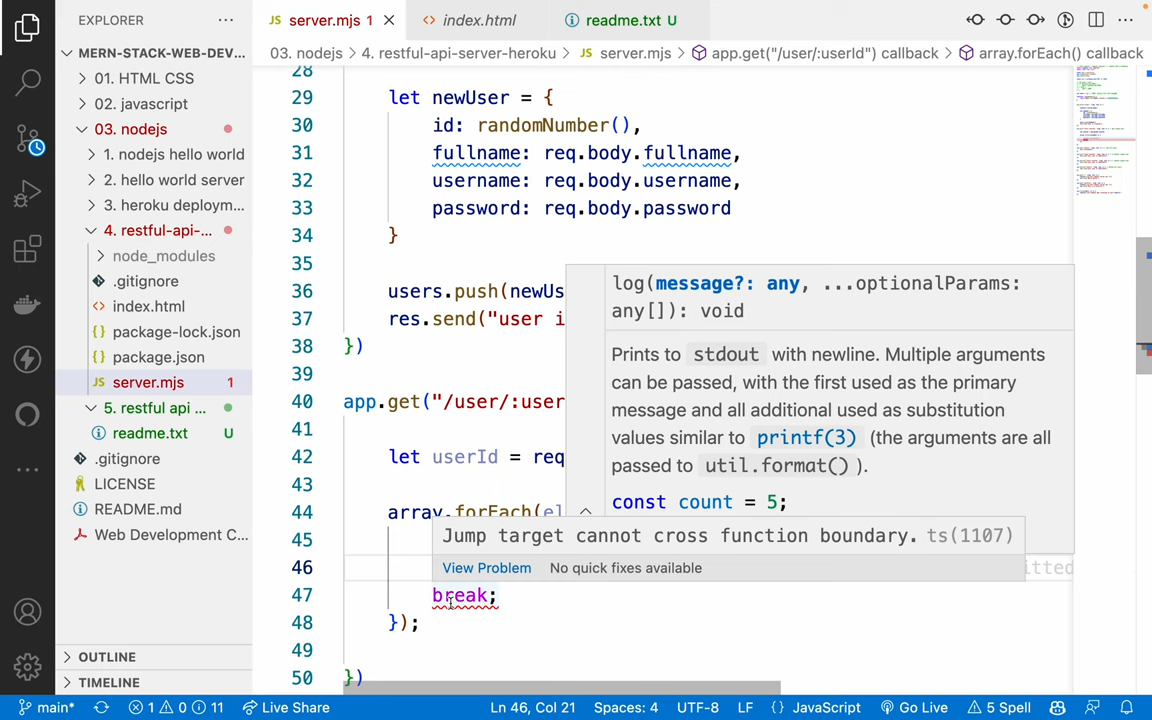 EXPLORER
server.mjs 1
index.html
readme.txt U
MERN-STACK-WEB-DEV...
03. nodejs > 4. restful-api-server-heroku > JS server.mjs > app.get("/user/:userId") callback > array.forEach() callback
01. HTML CSS
02. javascript
03. nodejs
1. nodejs hello world
2. hello world server
3. heroku deploym...
4. restful-api-...
node_modules
.gitignore
index.html
package-lock.json
package.json
JS server.mjs 1
5. restful api ...
readme.txt U
.gitignore
LICENSE
README.md
Web Development C...
OUTLINE
TIMELINE
28
29 let newUser = {
30 id: randomNumber(),
31 fullname: req.body.fullname,
32 username: req.body.username,
33 password: req.body.password
34 }
35
36 users.push(newUs
37 res.send("user i
38 })
39
40 app.get("/user/:user
41
42 let userId = req
43
44 array.forEach(el
45
46 itted
47 break;
48 });
49
50 })
log(message?: any, ...optionalParams:
any[]): void
Prints to stdout with newline. Multiple arguments
can be passed, with the first used as the primary
message and all additional used as substitution
values similar to printf(3) (the arguments are all
passed to util.format() ).
const count = 5;
Jump target cannot cross function boundary. ts(1107)
View Problem No quick fixes available
main* 1 0 11 Live Share Ln 46, Col 21 Spaces: 4 UTF-8 LF {} JavaScript Go Live 5 Spell